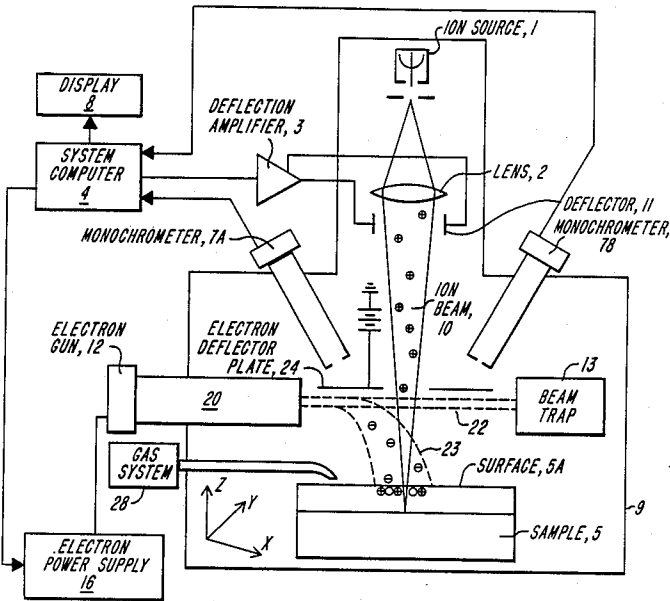 ION SOURCE, 1
DISPLAY
8
DEFLECTION
AMPLIFIER, 3
SYSTEM
COMPUTER
4
LENS, 2
DEFLECTOR, 11
MONOCHROMETER, 7A
MONOCHROMETER,
7B
ION
BEAM,
10
ELECTRON
GUN, 12
ELECTRON
DEFLECTOR
PLATE, 24
20
13
BEAM
TRAP
22
23
GAS
SYSTEM
28
SURFACE, 5A
Z
Y
X
SAMPLE, 5
9
.ELECTRON
POWER SUPPLY
16